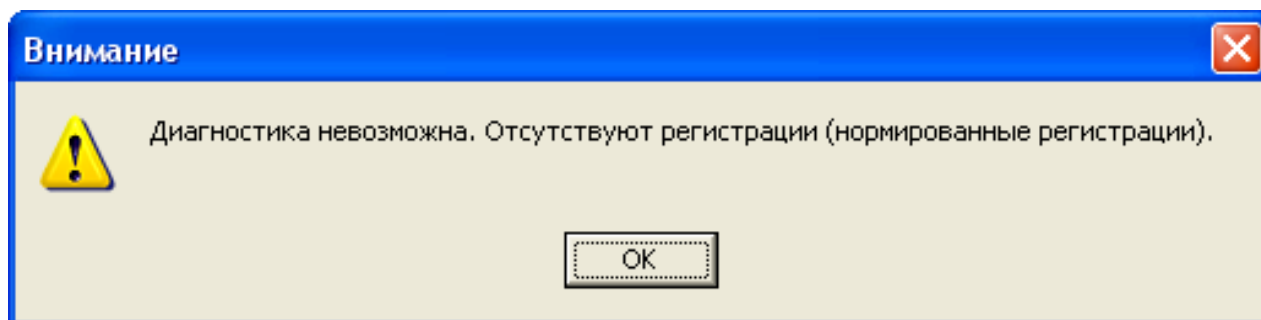 Внимание
Диагностика невозможна. Отсутствуют регистрации (нормированные регистрации).
OK